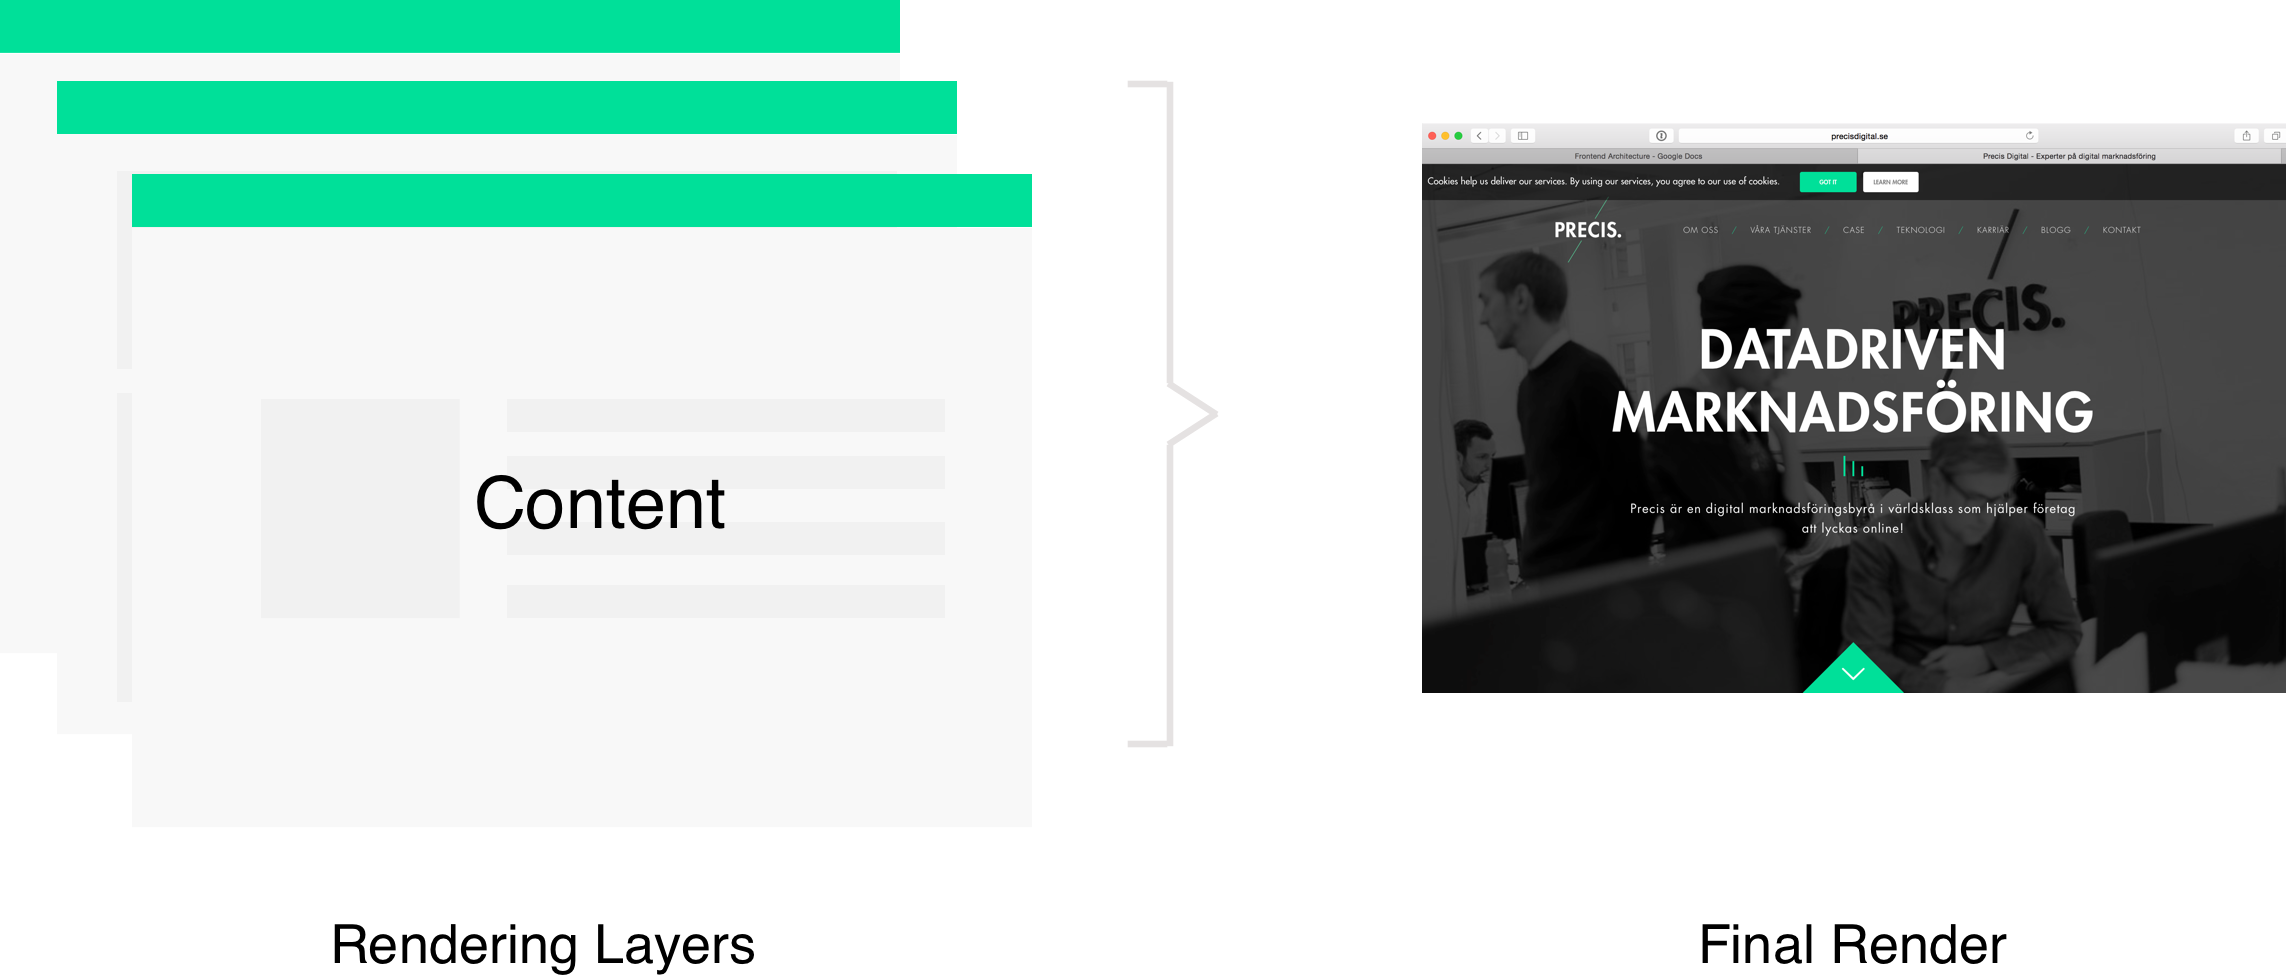 Content
Rendering Layers
precisdigital.se
Frontend Architecture - Google Docs
Precis Digital - Experter på digital marknadsföring
Cookies help us deliver our services. By using our services, you agree to our use of cookies.
GOT IT
LEARN MORE
PRECIS.
OM OSS / VÅRA TJÄNSTER / CASE / TEKNOLOGI / KARRIÄR / BLOGG / KONTAKT
PRECIS.
DATADRIVEN
MARKNADSFÖRING
Precis är en digital marknadsföringsbyrå i världsklass som hjälper företag
att lyckas online!
Final Render